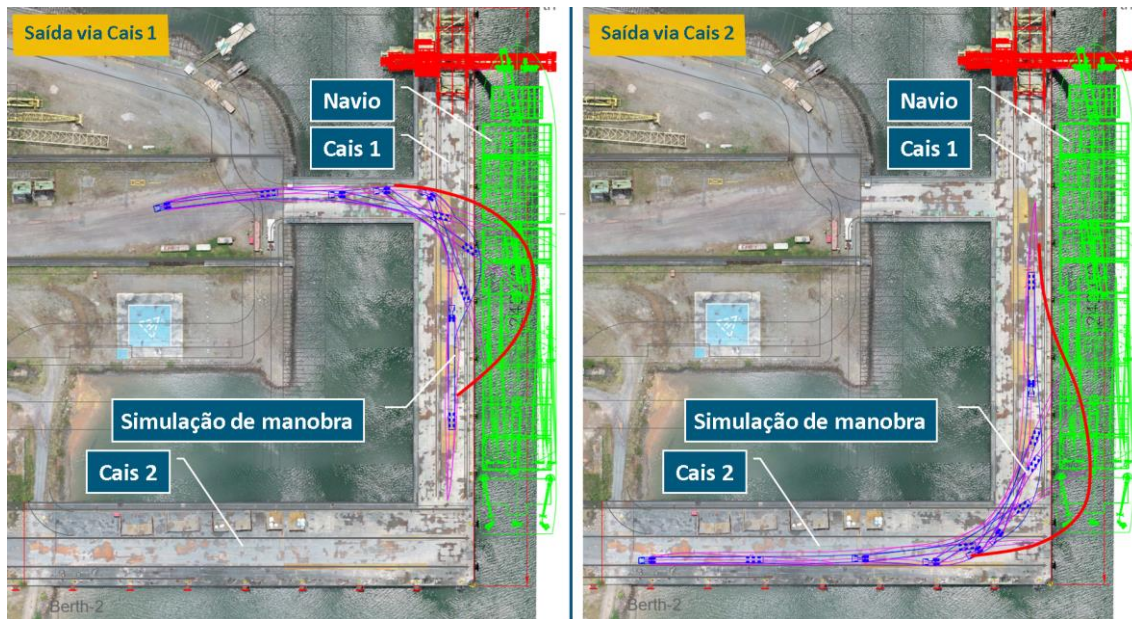 Saída via Cais 1
Navio
Cais 1
Simulação de manobra
Cais 2
Berth-2
Saída via Cais 2
Navio
Cais 1
Simulação de manobra
Cais 2
Berth-2